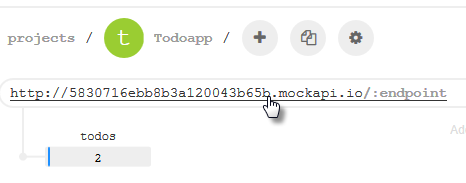 projects / t Todoapp /
http://5830716ebb8b3a120043b65b.mockapi.io/:endpoint
todos
2